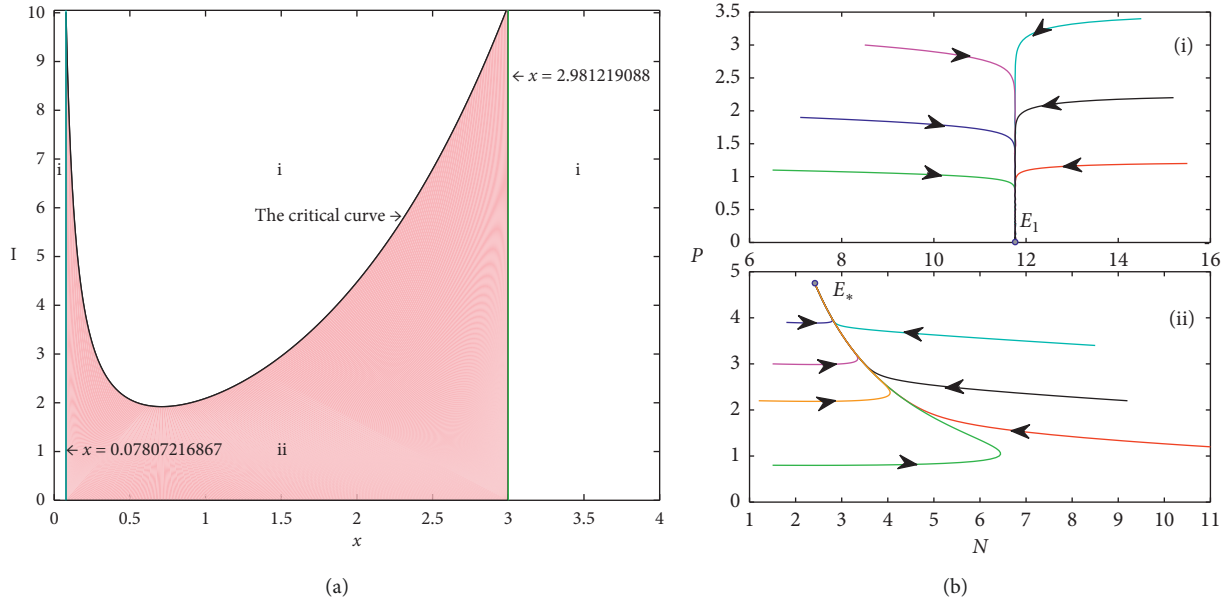 10
9
8
7
6
5
4
3
2
1
0
I
← x = 2.981219088
i
i
i
The critical curve →
← x = 0.07807216867
ii
0 0.5 1 1.5 2 2.5 3 3.5 4
x
(a)
3.5
3
2.5
2
1.5
1
0.5
0
(i)
E1
6 8 10 12 14 16
P
5
4
3
2
1
0
E*
(ii)
1 2 3 4 5 6 7 8 9 10 11
N
(b)